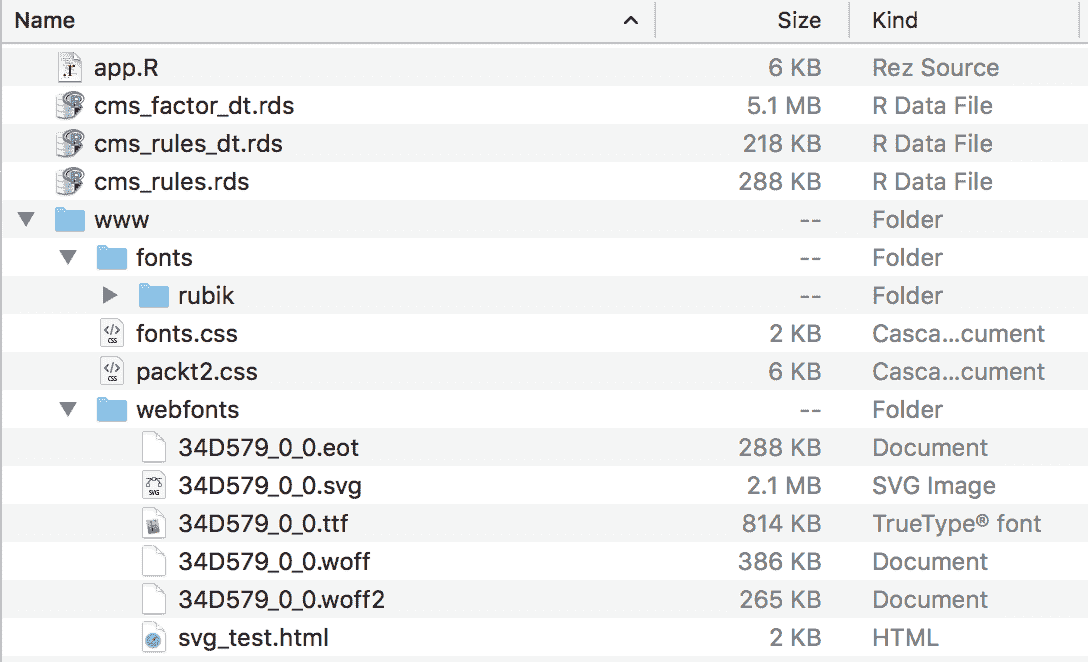 Name Size Kind
app.R 6 KB Rez Source
cms_factor_dt.rds 5.1 MB R Data File
cms_rules_dt.rds 218 KB R Data File
cms_rules.rds 288 KB R Data File
www -- Folder
fonts -- Folder
rubik -- Folder
fonts.css 2 KB Casca...cument
packt2.css 6 KB Casca...cument
webfonts -- Folder
34D579_0_0.eot 288 KB Document
34D579_0_0.svg 2.1 MB SVG Image
34D579_0_0.ttf 814 KB TrueType® font
34D579_0_0.woff 386 KB Document
34D579_0_0.woff2 265 KB Document
svg_test.html 2 KB HTML